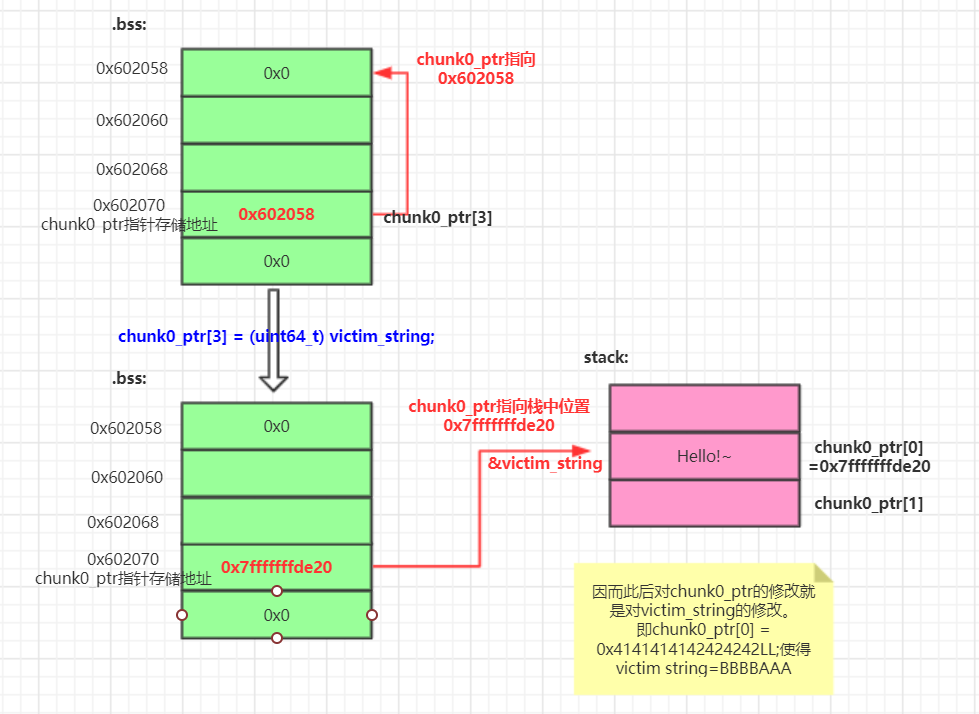 .bss:
0x602058
0x0
chunk0_ptr指向
0x602058
0x602060
0x602068
0x602070
chunk0_ptr指针存储地址
0x602058
chunk0_ptr[3]
0x0
chunk0_ptr[3] = (uint64_t) victim_string;
.bss:
stack:
0x602058
0x0
chunk0_ptr指向栈中位置
0x7fffffffde20
&victim_string
Hello!~
chunk0_ptr[0]
=0x7fffffffde20
0x602060
chunk0_ptr[1]
0x602068
0x602070
chunk0_ptr指针存储地址
0x7fffffffde20
0x0
因而此后对chunk0_ptr的修改就
是对victim_string的修改。
即chunk0_ptr[0] =
0x4141414142424242LL;使得
victim string=BBBBAAA